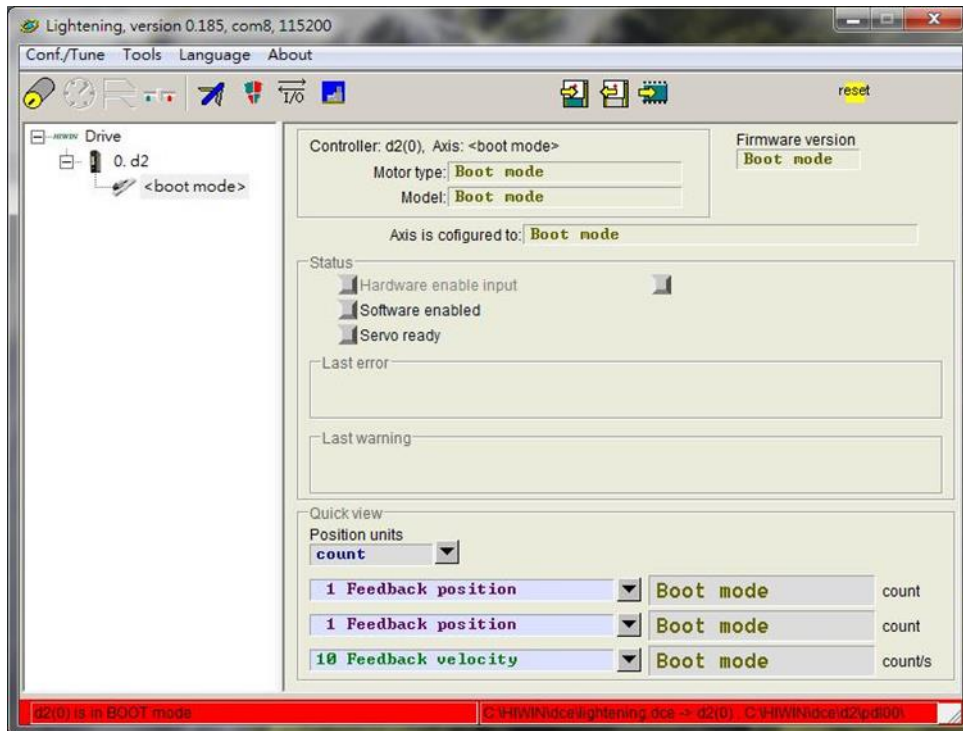 Lightening, version 0.185, com8, 115200
Conf./Tune Tools Language About
I/O
reset
HIWIN Drive
0. d2
<boot mode>
Controller: d2(0), Axis: <boot mode>
Motor type: Boot mode
Model: Boot mode
Firmware version
Boot mode
Axis is cofigured to: Boot mode
Status
Hardware enable input
Software enabled
Servo ready
Last error
Last warning
Quick view
Position units
count
1 Feedback position Boot mode count
1 Feedback position Boot mode count
10 Feedback velocity Boot mode count/s
d2(0) is in BOOT mode C:\HIWIN\dce\lightening.dce -> d2(0) . C:\HIWIN\dce\d2\pdl00\